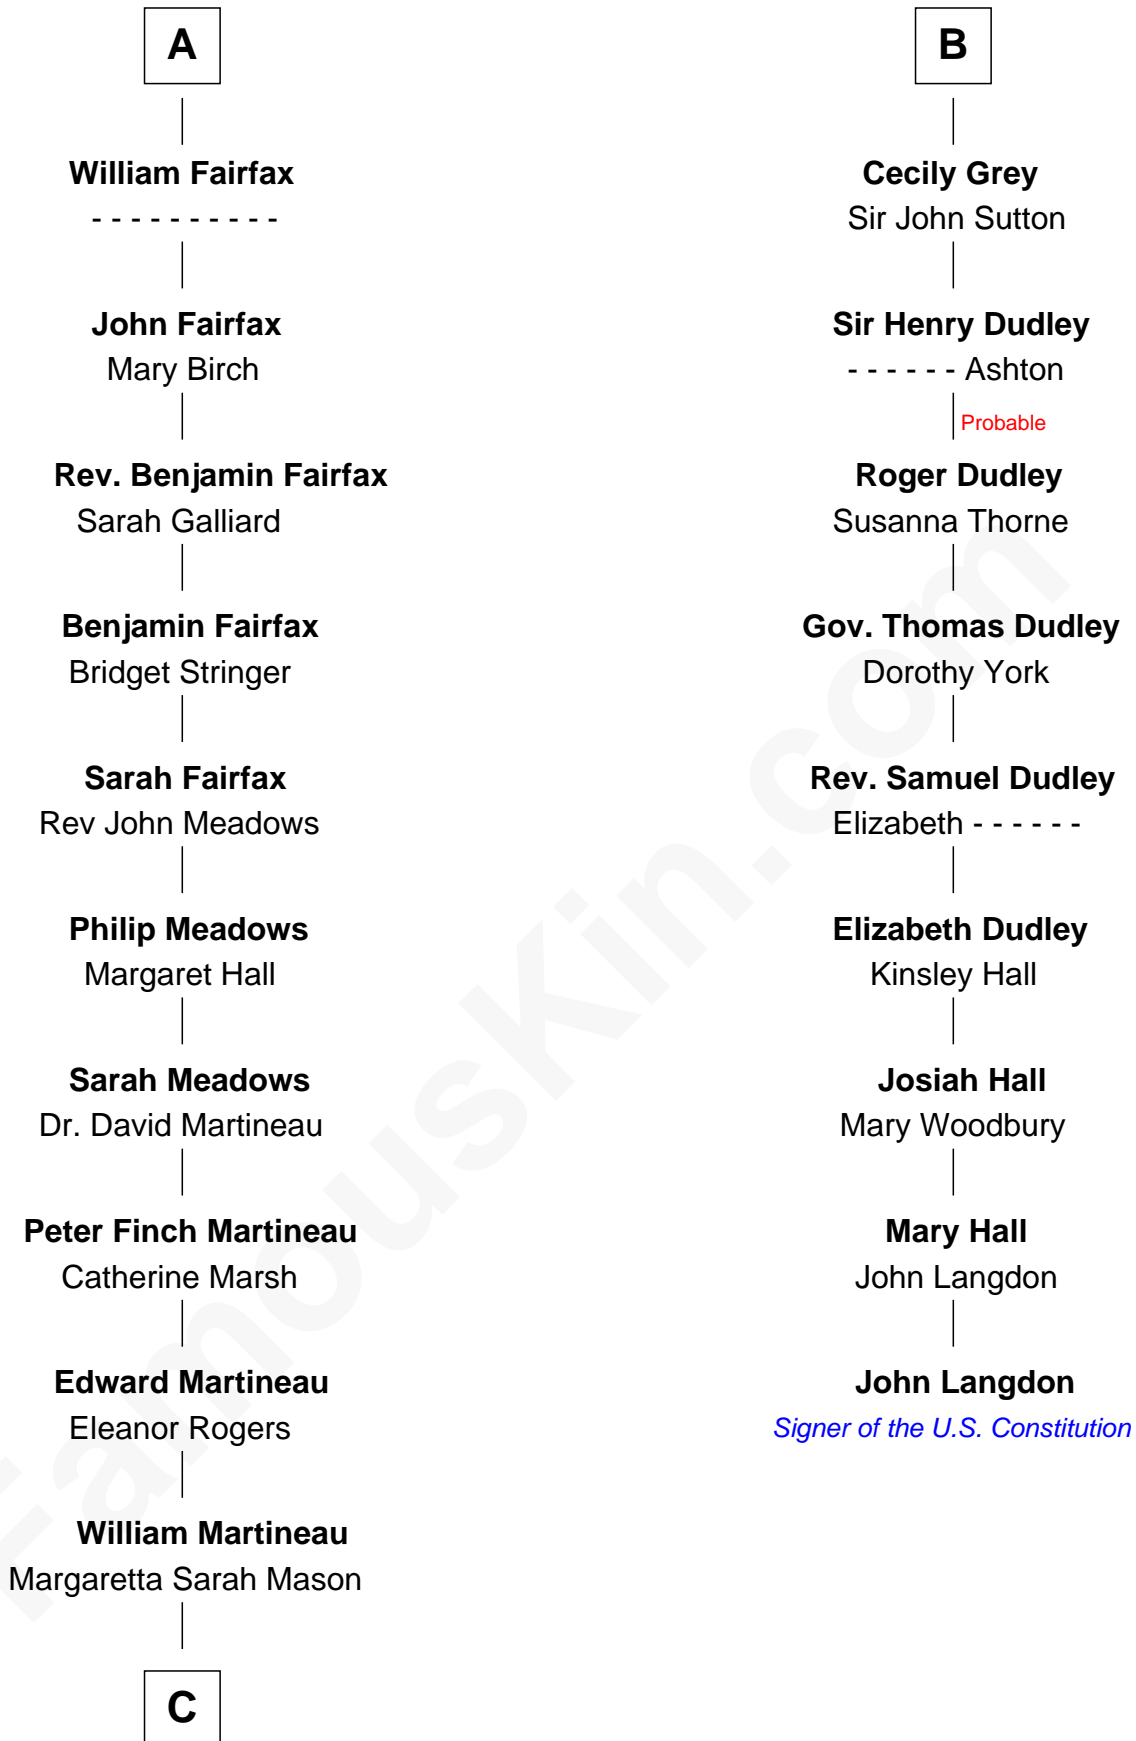 A
William Fairfax
- - - - - - - - - -
John Fairfax
Mary Birch
Rev. Benjamin Fairfax
Sarah Galliard
Benjamin Fairfax
Bridget Stringer
Sarah Fairfax
Rev John Meadows
Philip Meadows
Margaret Hall
Sarah Meadows
Dr. David Martineau
Peter Finch Martineau
Catherine Marsh
Edward Martineau
Eleanor Rogers
William Martineau
Margaretta Sarah Mason
C
B
Cecily Grey
Sir John Sutton
Sir Henry Dudley
- - - - - - Ashton
Probable
Roger Dudley
Susanna Thorne
Gov. Thomas Dudley
Dorothy York
Rev. Samuel Dudley
Elizabeth - - - - - -
Elizabeth Dudley
Kinsley Hall
Josiah Hall
Mary Woodbury
Mary Hall
John Langdon
John Langdon
Signer of the U.S. Constitution
FamousKin.com